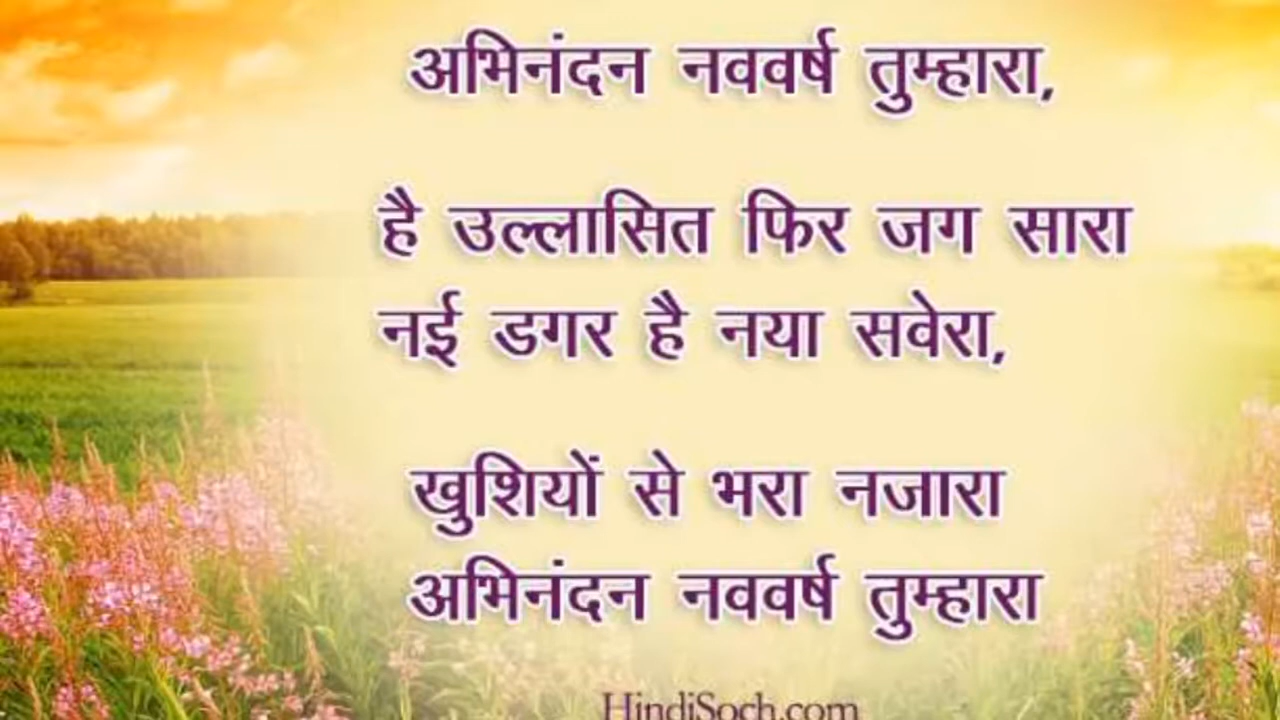 अभिनंदन नववर्ष तुम्हारा,
है उल्लासित फिर जग सारा
नई डगर है नया सवेरा,
खुशियों से भरा नजारा
अभिनंदन नववर्ष तुम्हारा
HindiSoch.com